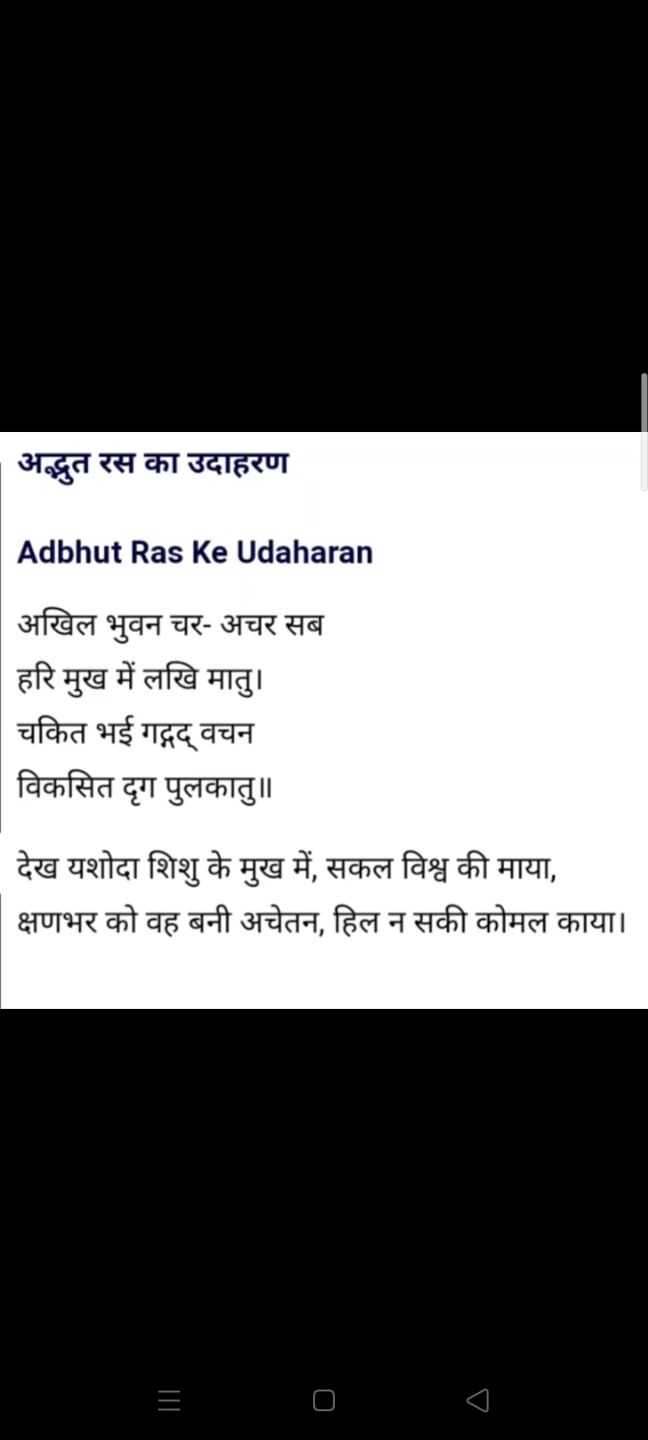 अद्भुत रस का उदाहरण
Adbhut Ras Ke Udaharan
अखिल भुवन चर- अचर सब
हरि मुख में लखि मातु।
चकित भई गद्गद् वचन
विकसित दृग पुलकातु॥
देख यशोदा शिशु के मुख में, सकल विश्व की माया,
क्षणभर को वह बनी अचेतन, हिल न सकी कोमल काया।